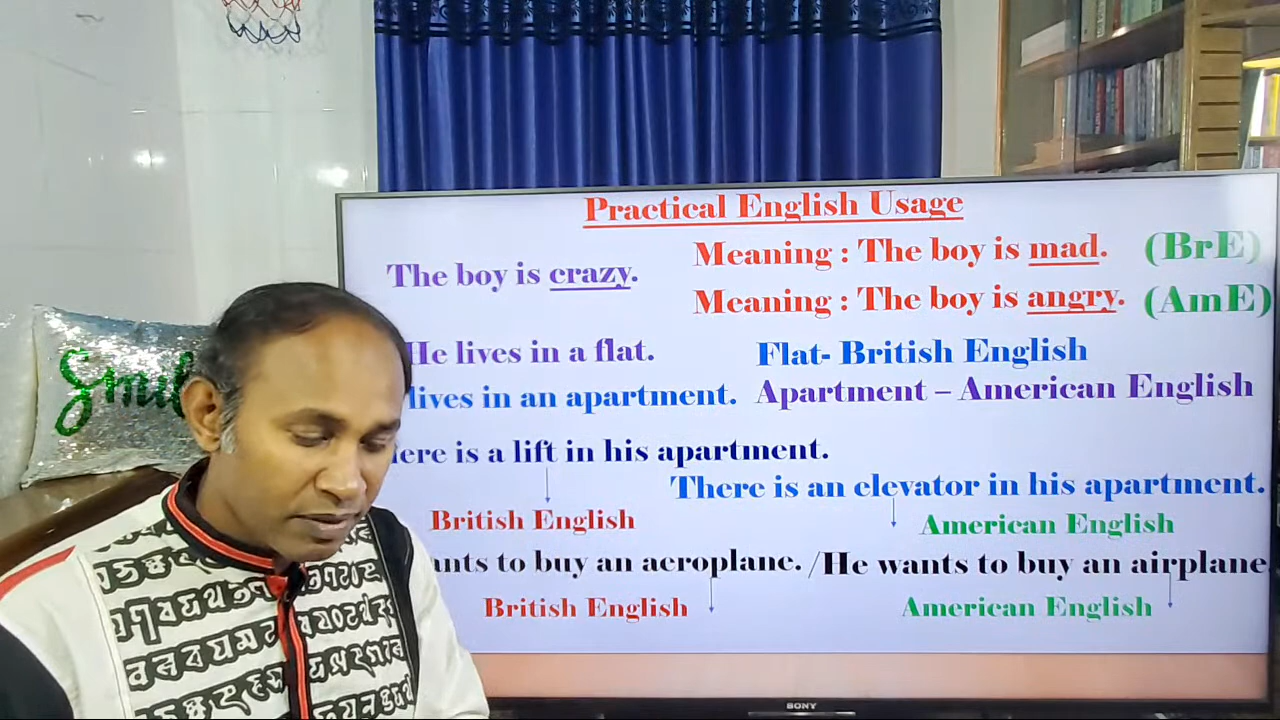 Practical English Usage
The boy is crazy.
Meaning : The boy is mad. (BrE)
Meaning : The boy is angry. (AmE)
He lives in a flat. Flat- British English
lives in an apartment. Apartment – American English
is a lift in his apartment.
There is an elevator in his apartment.
British English
American English
to buy an aeroplane. /He wants to buy an airplane
British English
American English
SONY